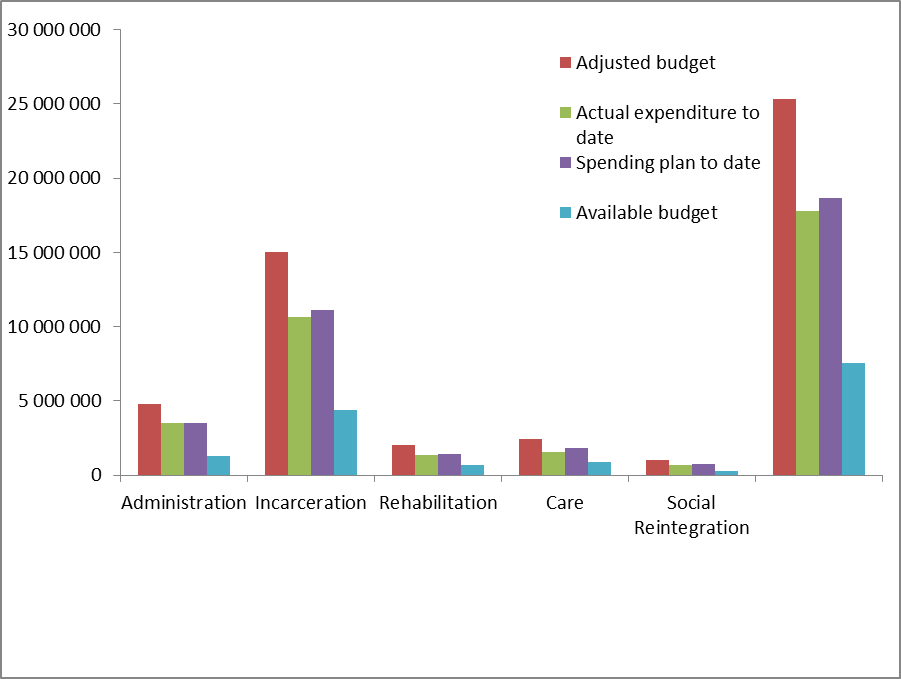 30 000 000
25 000 000
20 000 000
15 000 000
10 000 000
5 000 000
0
Adjusted budget
Actual expenditure to
date
Spending plan to date
Available budget
Administration Incarceration Rehabilitation Care Social
Reintegration